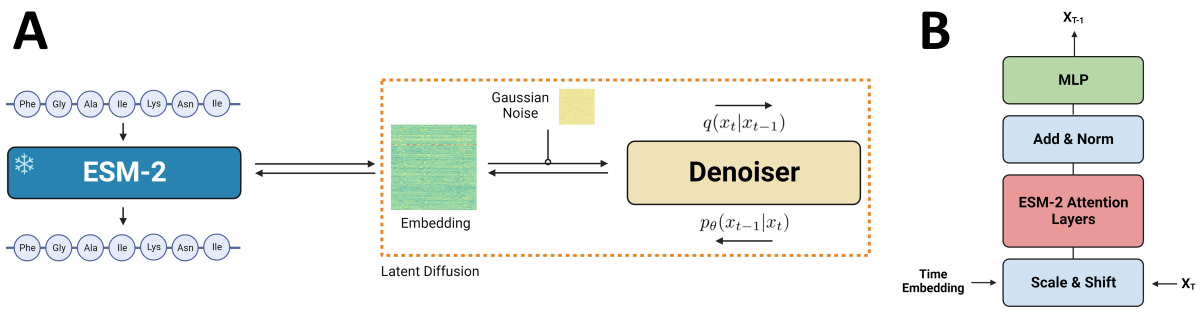 A
Phe Gly Ala Ile Lys Asn Ile
ESM-2
Phe Gly Ala Ile Lys Asn Ile
Gaussian
Noise
Embedding
q(x_t|x_{t−1})
Denoiser
p_θ(x_{t−1}|x_t)
Latent Diffusion
B
X_{T-1}
MLP
Add & Norm
ESM-2 Attention
Layers
Time
Embedding
Scale & Shift
X_T